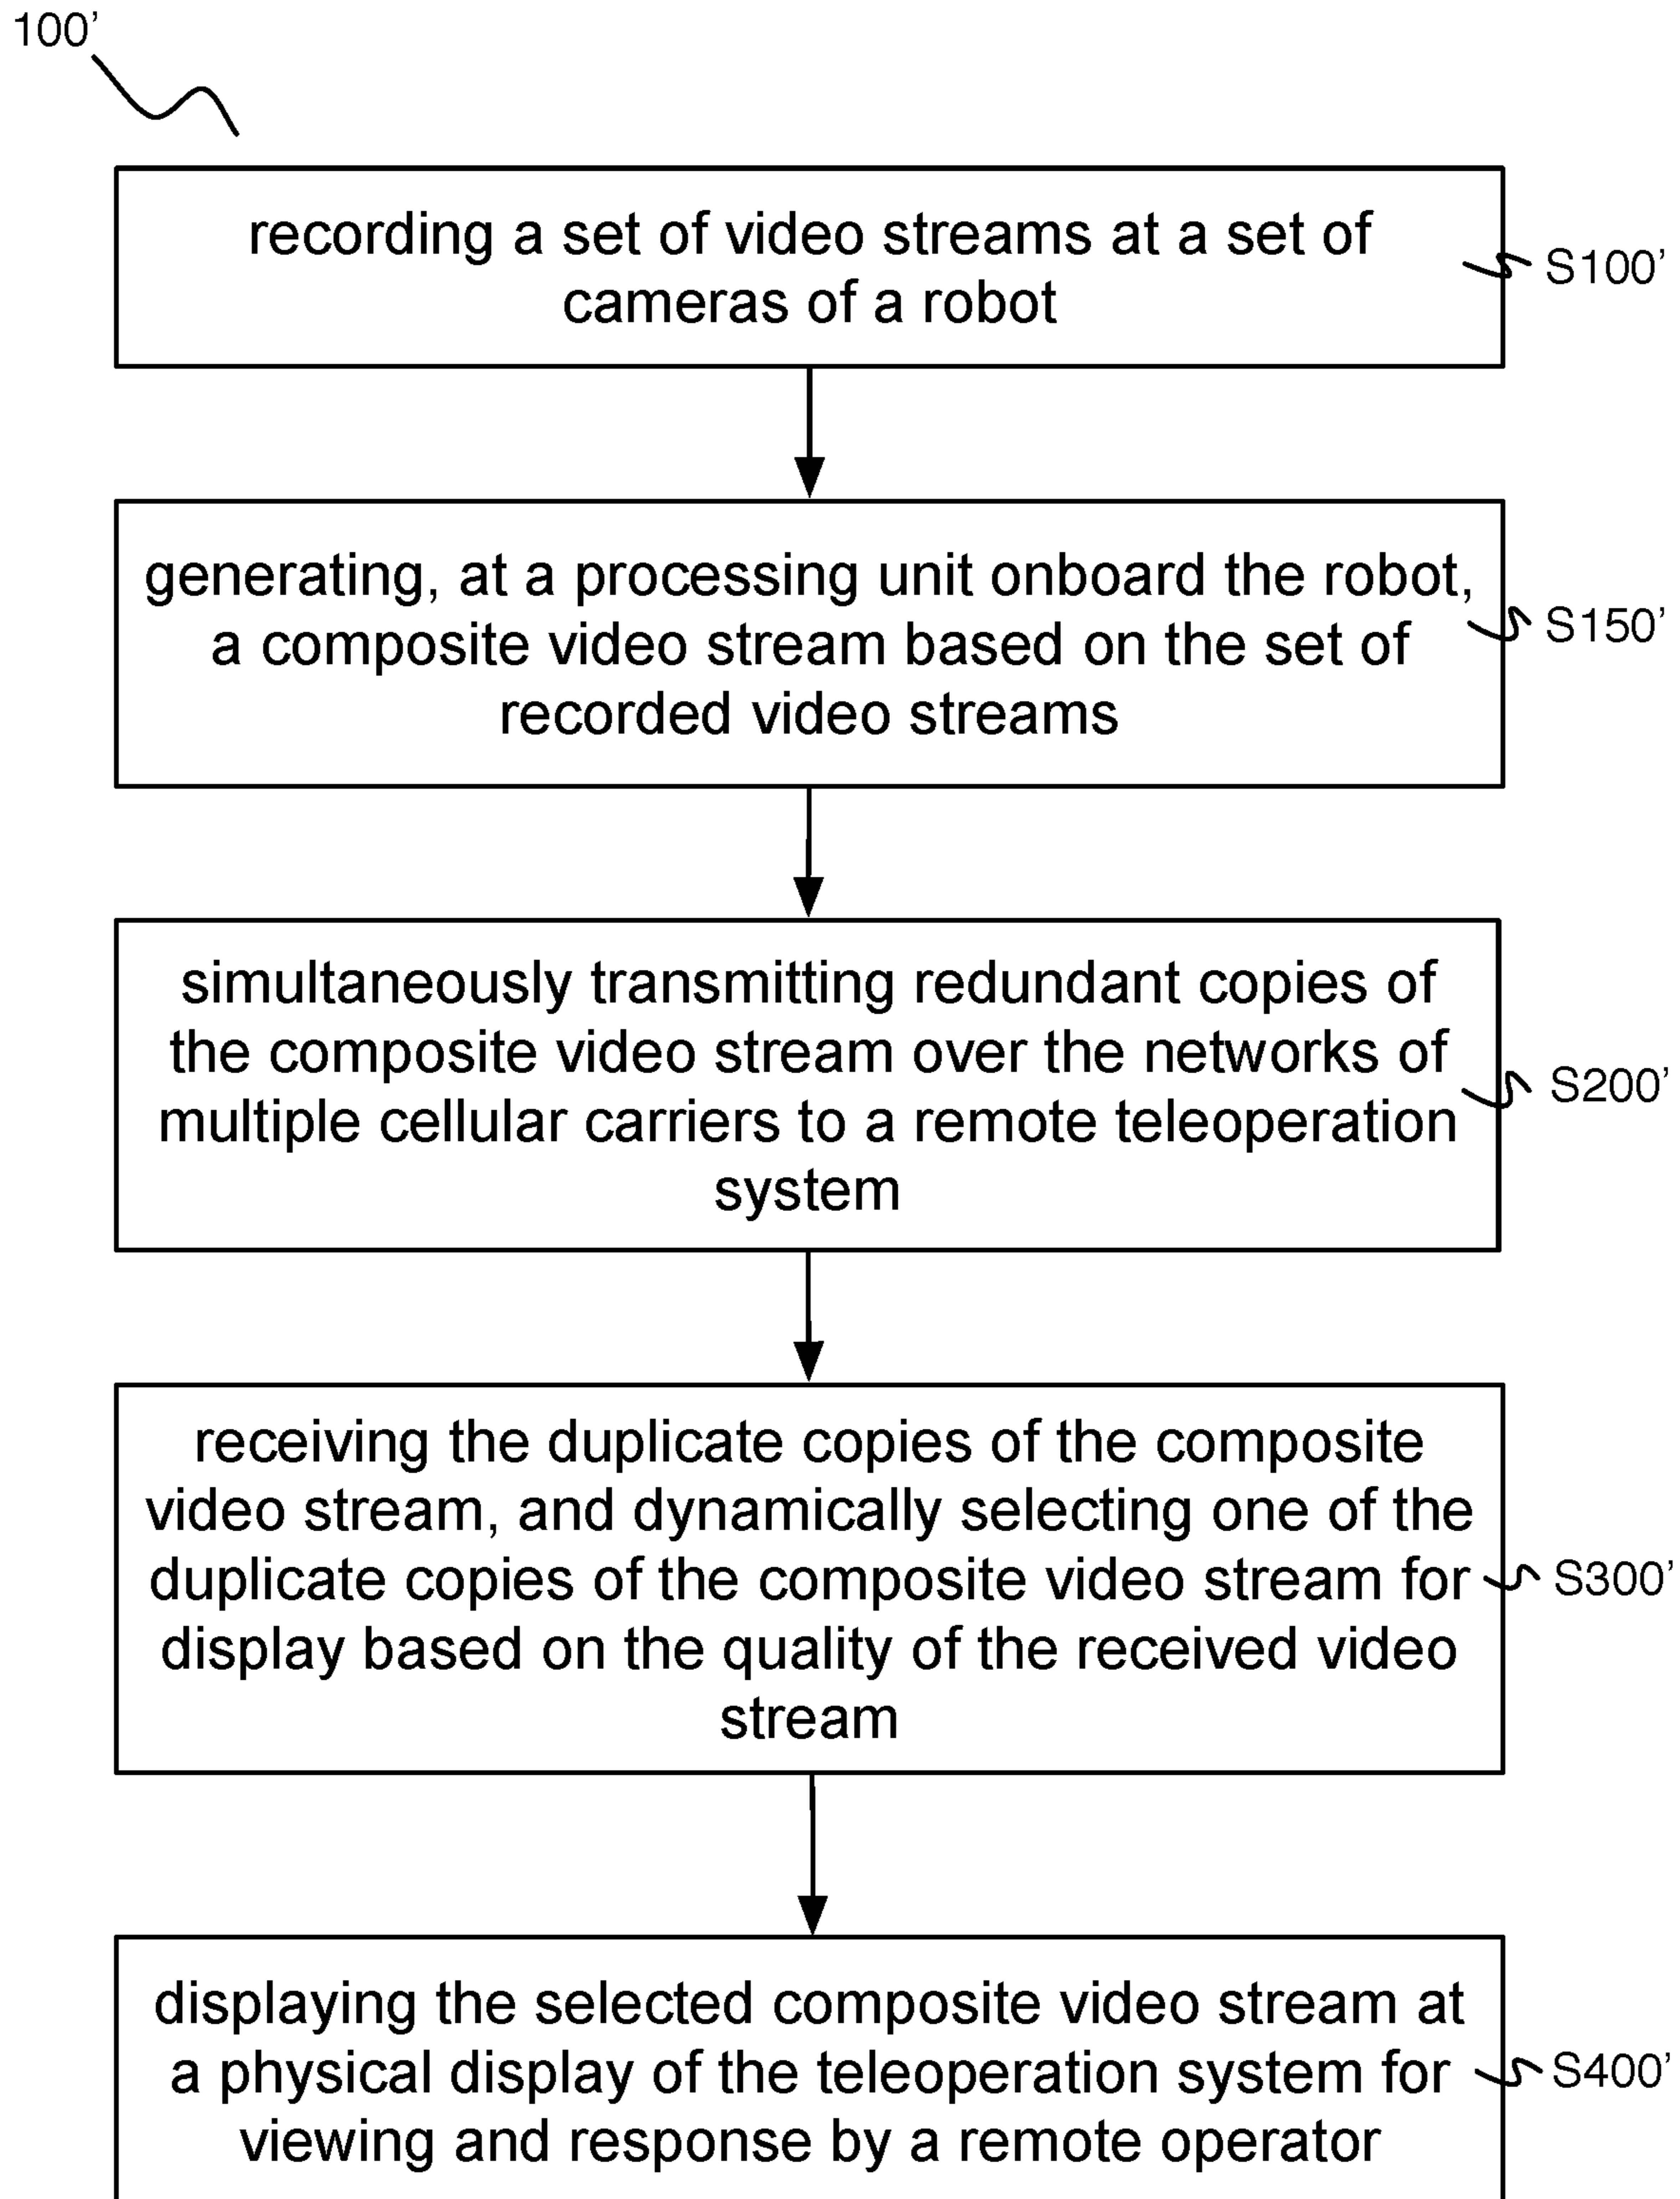 100’
recording a set of video streams at a set of
cameras of a robot
S100’
generating, at a processing unit onboard the robot,
a composite video stream based on the set of
recorded video streams
S150’
simultaneously transmitting redundant copies of
the composite video stream over the networks of
multiple cellular carriers to a remote teleoperation
system
S200’
receiving the duplicate copies of the composite
video stream, and dynamically selecting one of the
duplicate copies of the composite video stream for
display based on the quality of the received video
stream
S300’
displaying the selected composite video stream at
a physical display of the teleoperation system for
viewing and response by a remote operator
S400’